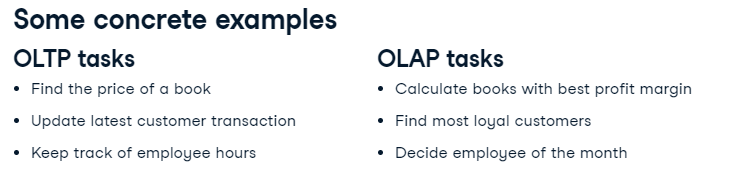 Some concrete examples
OLTP tasks
• Find the price of a book
• Update latest customer transaction
• Keep track of employee hours
OLAP tasks
• Calculate books with best profit margin
• Find most loyal customers
• Decide employee of the month